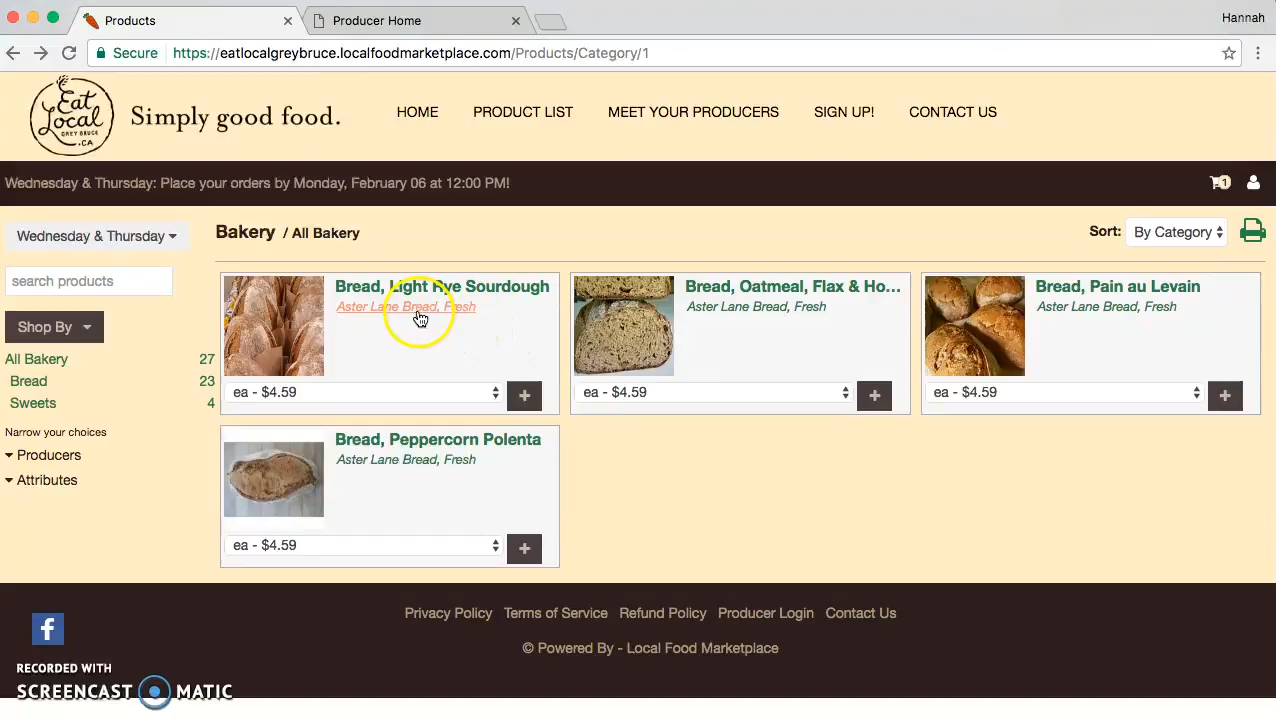 Products
Producer Home
Hannah
Secure https://eatlocalgreybruce.localfoodmarketplace.com/Products/Category/1
Eat Local GREY BRUCE .CA
Simply good food.
HOME PRODUCT LIST MEET YOUR PRODUCERS SIGN UP! CONTACT US
Wednesday & Thursday: Place your orders by Monday, February 06 at 12:00 PM!
1
Wednesday & Thursday
Bakery / All Bakery
Sort: By Category
search products
Shop By
All Bakery 27
Bread 23
Sweets 4
Narrow your choices
Producers
Attributes
Bread, Light Rye Sourdough
Aster Lane Bread, Fresh
ea - $4.59
+
Bread, Oatmeal, Flax & Ho...
Aster Lane Bread, Fresh
ea - $4.59
+
Bread, Pain au Levain
Aster Lane Bread, Fresh
ea - $4.59
+
Bread, Peppercorn Polenta
Aster Lane Bread, Fresh
ea - $4.59
+
Privacy Policy Terms of Service Refund Policy Producer Login Contact Us
© Powered By - Local Food Marketplace
f
RECORDED WITH
SCREENCAST MATIC